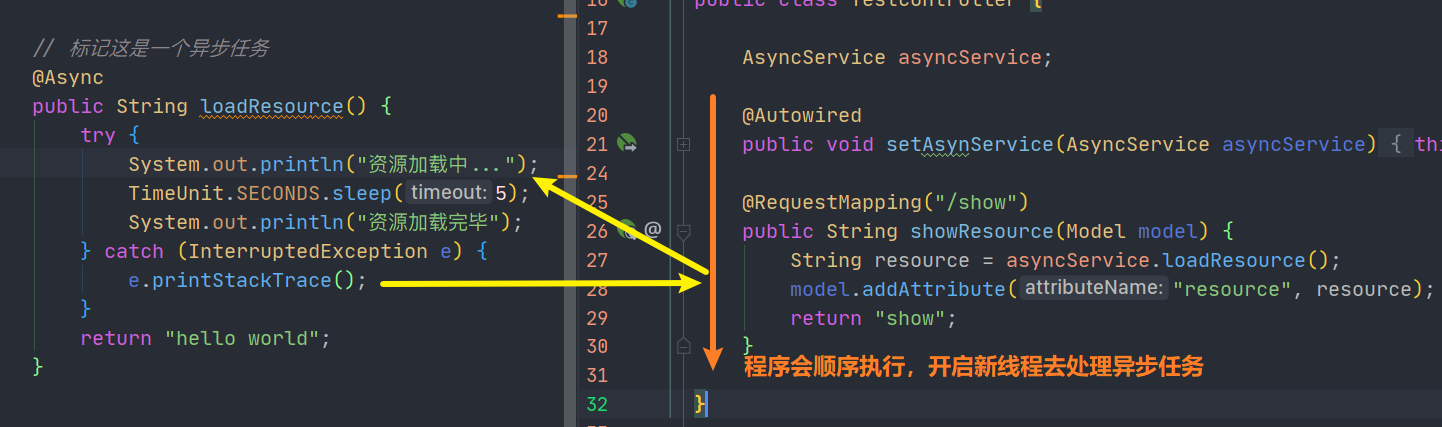 // 标记这是一个异步任务
@Async
public String loadResource() {
try {
System.out.println("资源加载中...");
TimeUnit.SECONDS.sleep( timeout: 5);
System.out.println("资源加载完毕");
} catch (InterruptedException e) {
e.printStackTrace();
}
return "hello world";
}
17
18 AsyncService asyncService;
19
20 @Autowired
21 public void setAsynService(AsyncService asyncService) { thi
24
25 @RequestMapping("/show")
26 @ public String showResource(Model model) {
27 String resource = asyncService.loadResource();
28 model.addAttribute( attributeName: "resource", resource);
29 return "show";
30 }
程序会顺序执行，开启新线程去处理异步任务
31
32 }